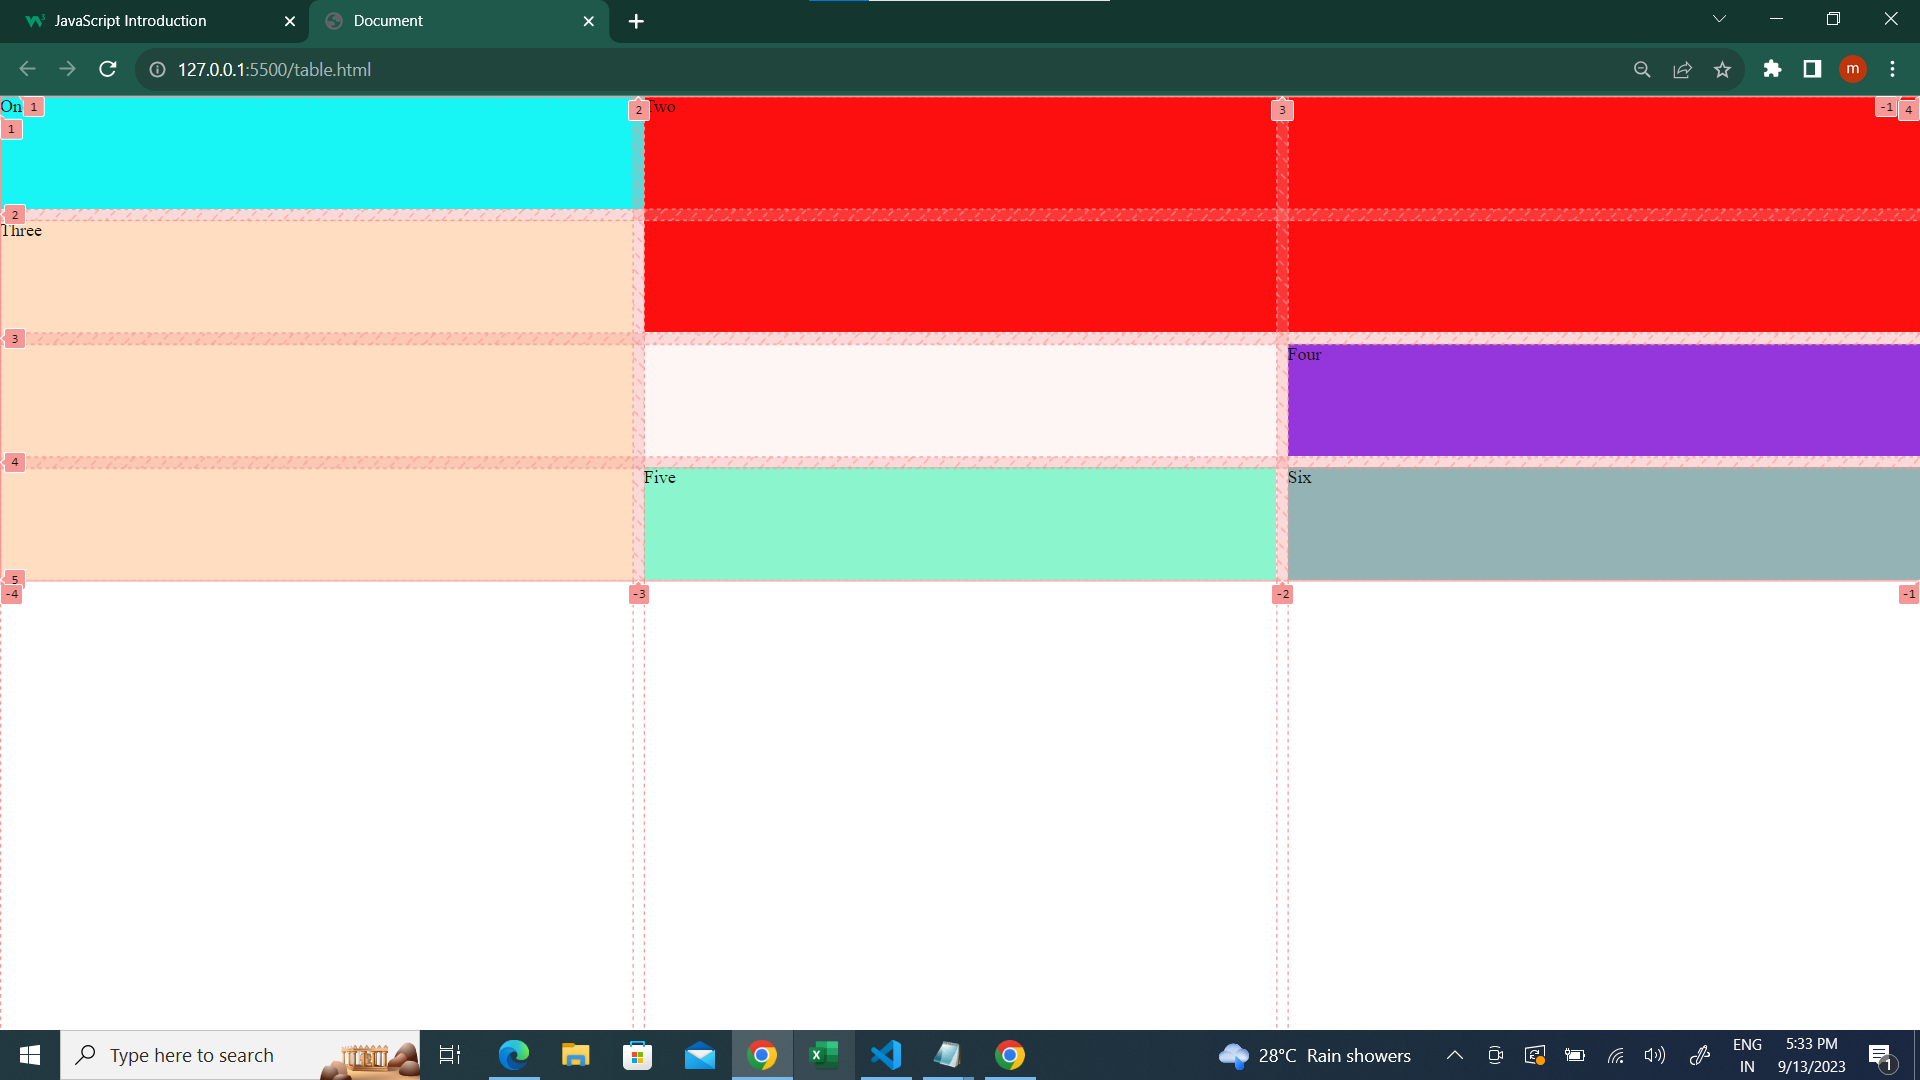 JavaScript Introduction
Document
127.0.0.1:5500/table.html
m
On 1
2
Two
3
-1 4
1
2
Three
3
Four
4
Five
Six
5
-4
-3
-2
-1
Type here to search
28°C Rain showers
ENG
IN
5:33 PM
9/13/2023
1